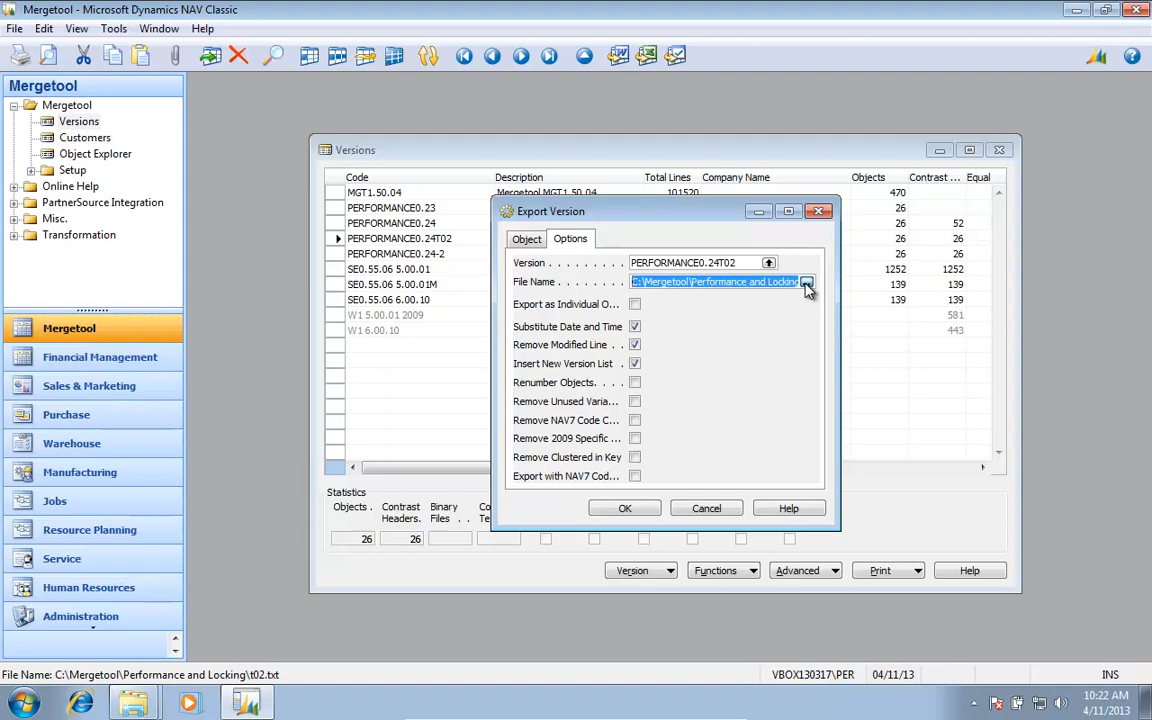 Mergetool - Microsoft Dynamics NAV Classic
File Edit View Tools Window Help
Mergetool
Mergetool
Versions
Customers
Object Explorer
Setup
Online Help
PartnerSource Integration
Misc.
Transformation
Mergetool
Financial Management
Sales & Marketing
Purchase
Warehouse
Manufacturing
Jobs
Resource Planning
Service
Human Resources
Administration
Versions
Code Description Total Lines Company Name Objects Contrast ... Equal
MGT1.50.04 Mergetool MGT1.50.04 101520 470
PERFORMANCE0.23 26
PERFORMANCE0.24 26 52
PERFORMANCE0.24T02 26 26
PERFORMANCE0.24-2 26 26
SE0.55.06 5.00.01 1252 1252
SE0.55.06 5.00.01M 139 139
SE0.55.06 6.00.10 139 139
W1 5.00.01 2009 581
W1 6.00.10 443
Statistics
Objects . Contrast Headers. Binary Files . .
26 26
Version Functions Advanced Print Help
Export Version
Object Options
Version . . . . . . . . . PERFORMANCE0.24T02
File Name . . . . . . . . C:\Mergetool\Performance and Locking
Export as Individual O...
Substitute Date and Time
Remove Modified Line . .
Insert New Version List .
Renumber Objects. . . .
Remove Unused Varia...
Remove NAV7 Code C...
Remove 2009 Specific ...
Remove Clustered in Key
Export with NAV7 Cod...
OK Cancel Help
File Name: C:\Mergetool\Performance and Locking\t02.txt VBOX130317\PER 04/11/13 INS
10:22 AM
4/11/2013